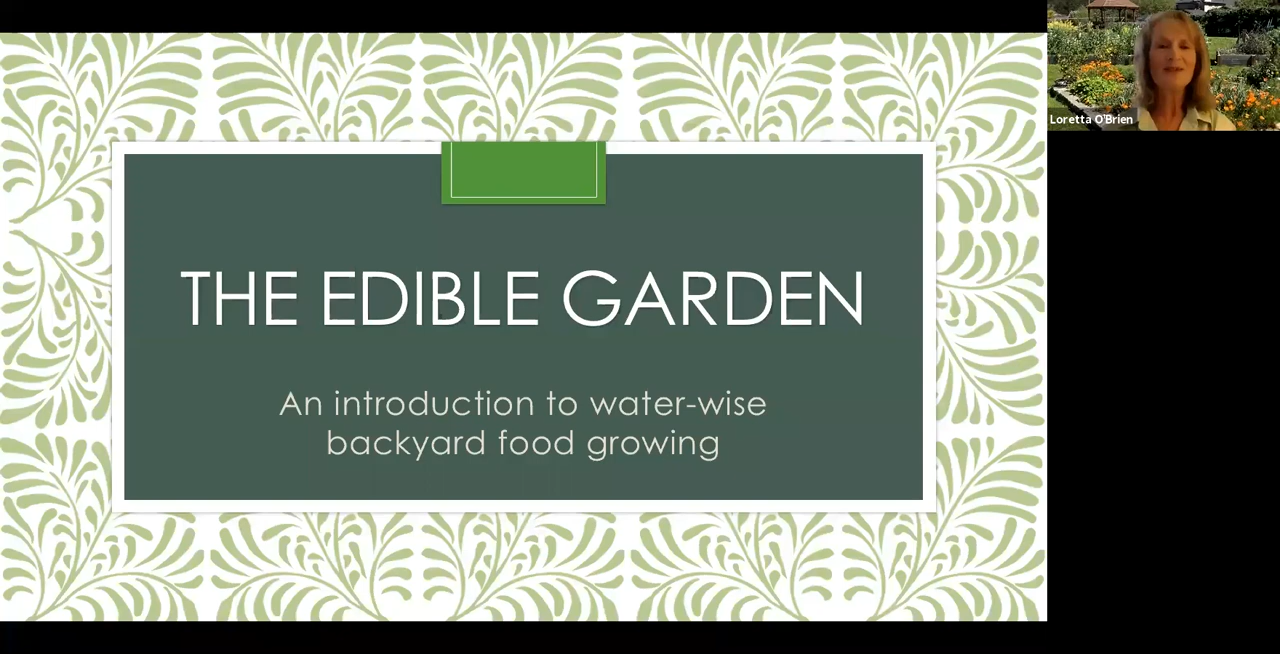 THE EDIBLE GARDEN
An introduction to water-wise
backyard food growing
Loretta O'Brien